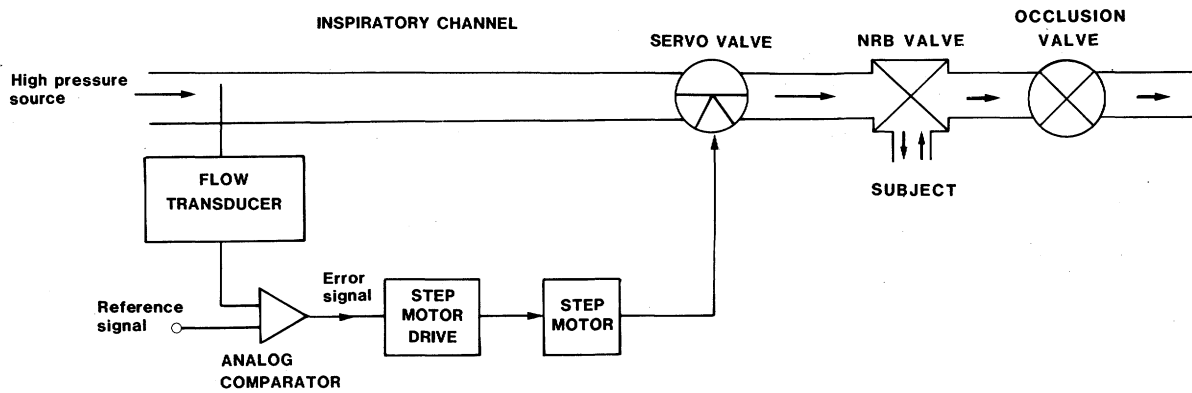 INSPIRATORY CHANNEL
OCCLUSION
VALVE
SERVO VALVE
NRB VALVE
High pressure
source
FLOW
TRANSDUCER
SUBJECT
Reference
signal
Error
signal
STEP
MOTOR
DRIVE
STEP
MOTOR
ANALOG
COMPARATOR